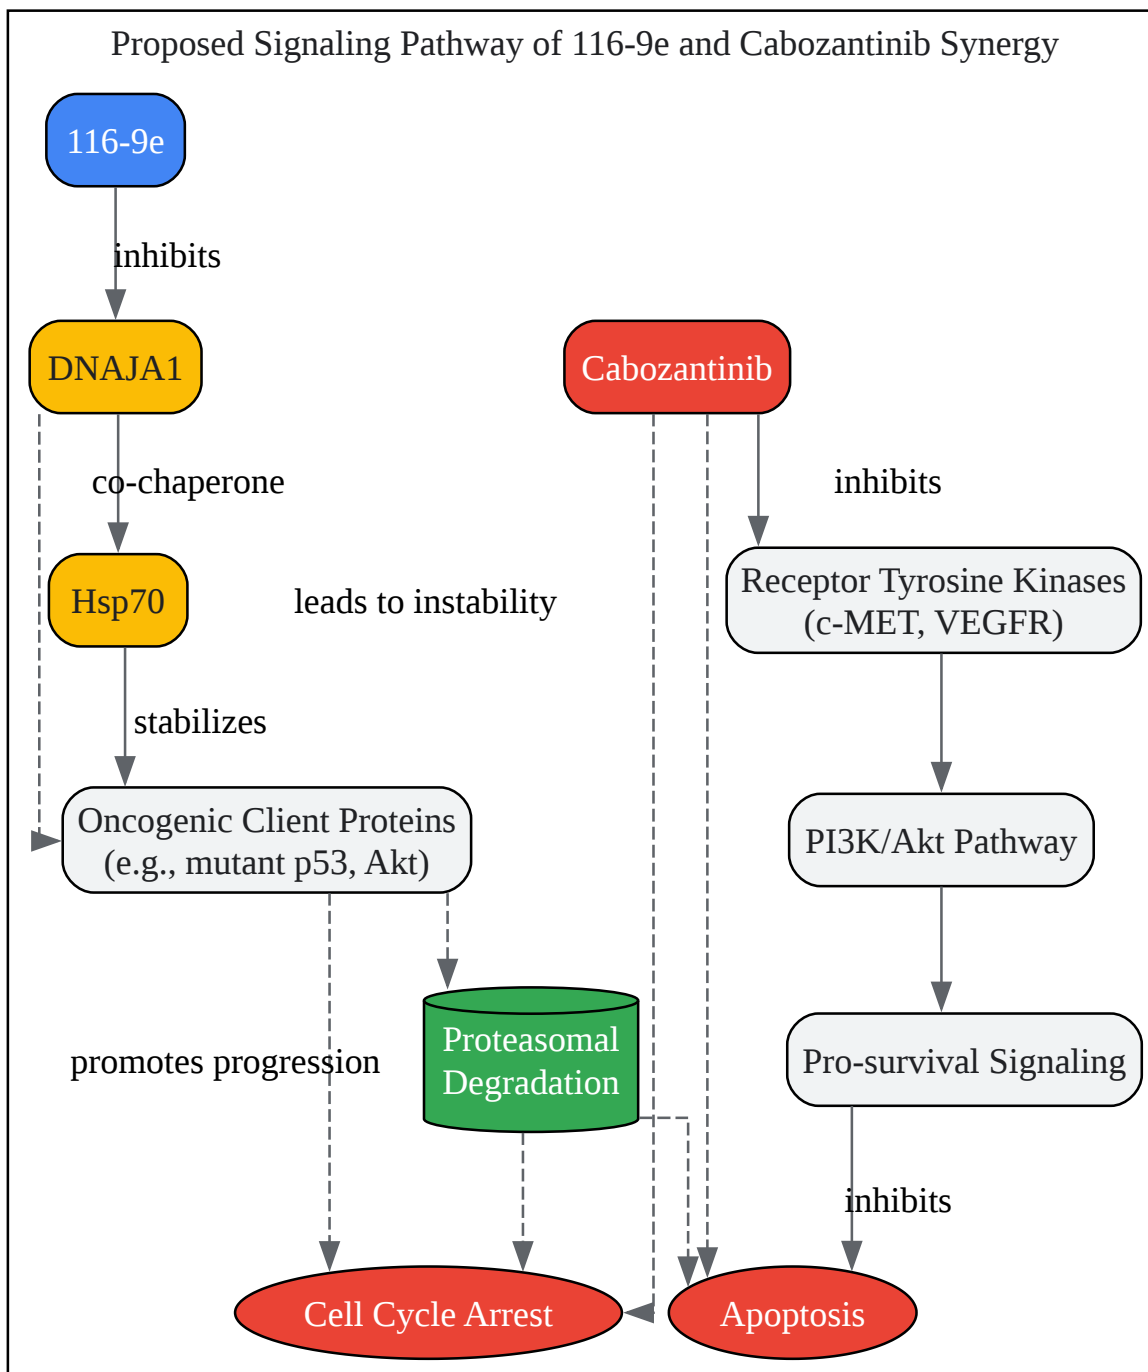 Proposed Signaling Pathway of 116-9e and Cabozantinib Synergy
116-9e
inhibits
DNAJA1
Cabozantinib
co-chaperone
inhibits
Hsp70
leads to instability
Receptor Tyrosine Kinases
(c-MET, VEGFR)
stabilizes
Oncogenic Client Proteins
(e.g., mutant p53, Akt)
PI3K/Akt Pathway
promotes progression
Proteasomal
Degradation
Pro-survival Signaling
inhibits
Cell Cycle Arrest
Apoptosis